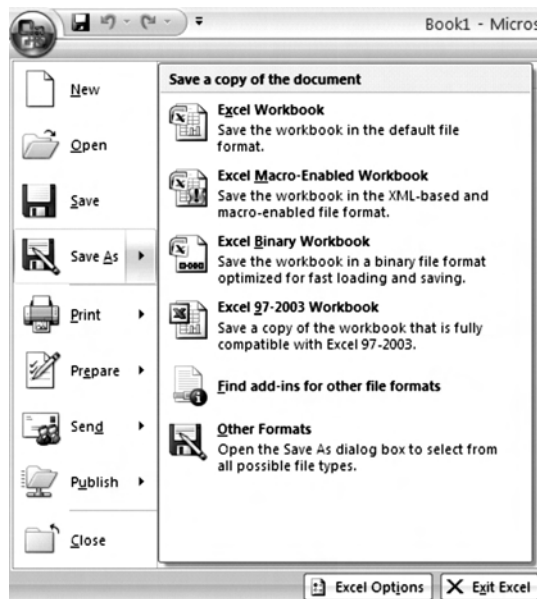 Book1 - Micros
New
Open
Save
Save As
Print
Prepare
Send
Publish
Close
Save a copy of the document
Excel Workbook
Save the workbook in the default file
format.
Excel Macro-Enabled Workbook
Save the workbook in the XML-based and
macro-enabled file format.
Excel Binary Workbook
Save the workbook in a binary file format
optimized for fast loading and saving.
Excel 97-2003 Workbook
Save a copy of the workbook that is fully
compatible with Excel 97-2003.
Find add-ins for other file formats
Other Formats
Open the Save As dialog box to select from
all possible file types.
Excel Options
Exit Excel